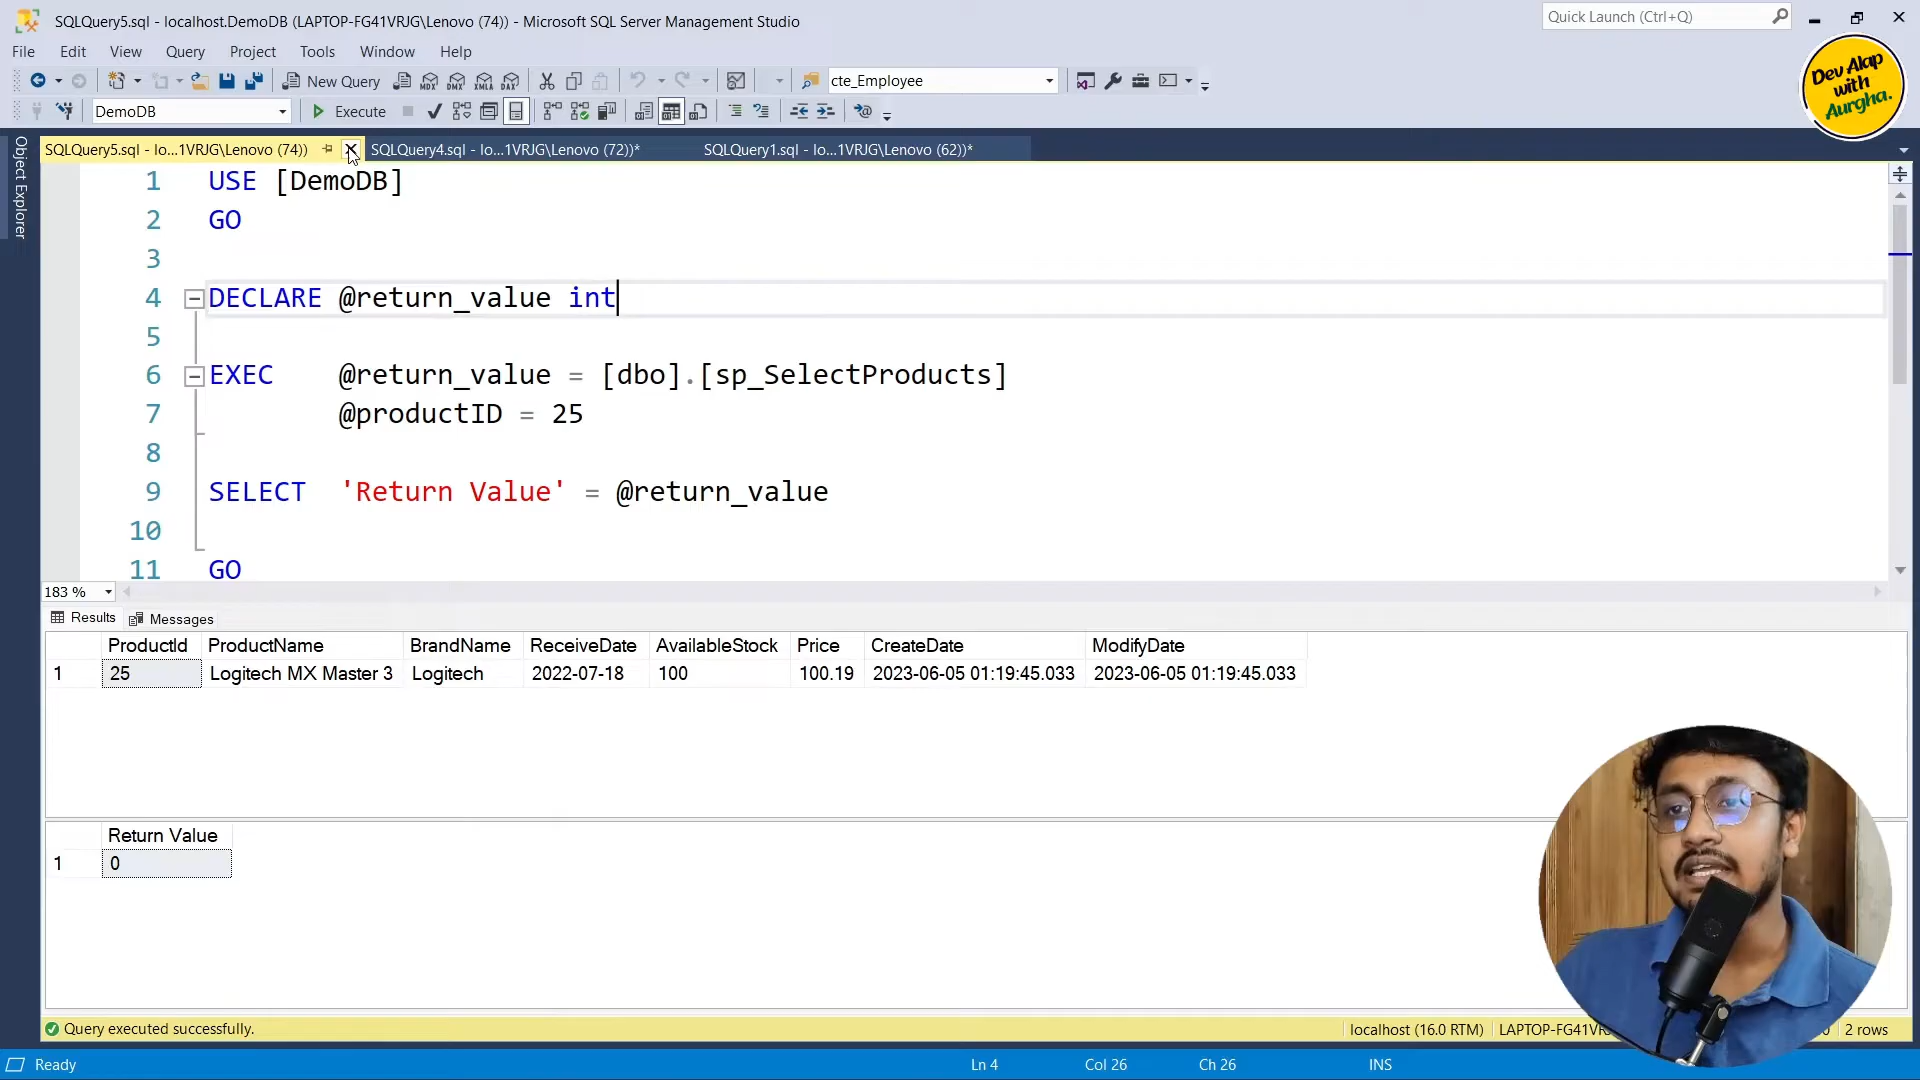 SQLQuery5.sql - localhost.DemoDB (LAPTOP-FG41VRJG\Lenovo (74)) - Microsoft SQL Server Management Studio
Quick Launch (Ctrl+Q)
File Edit View Query Project Tools Window Help
New Query MDX DMX XMLA DAX cte_Employee
DemoDB Execute
Dev Alap
with
Aurgha.
SQLQuery5.sql - lo...1VRJG\Lenovo (74)) SQLQuery4.sql - lo...1VRJG\Lenovo (72))* SQLQuery1.sql - lo...1VRJG\Lenovo (62))*
Object Explorer
1 USE [DemoDB]
2 GO
3
4 DECLARE @return_value int
5
6 EXEC @return_value = [dbo].[sp_SelectProducts]
7 @productID = 25
8
9 SELECT 'Return Value' = @return_value
10
11 GO
183 %
Results Messages
ProductId ProductName BrandName ReceiveDate AvailableStock Price CreateDate ModifyDate
1 25 Logitech MX Master 3 Logitech 2022-07-18 100 100.19 2023-06-05 01:19:45.033 2023-06-05 01:19:45.033
Return Value
1 0
Query executed successfully. localhost (16.0 RTM) 2 rows
Ready Ln 4 Col 26 Ch 26 INS